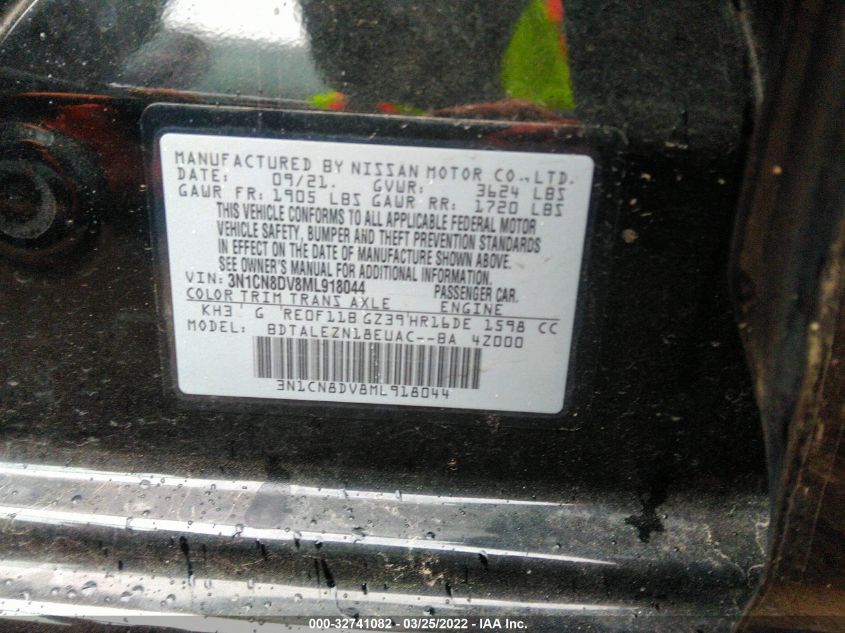 MANUFACTURED BY NISSAN MOTOR CO.,LTD.
DATE: 09/21. GVWR: 3624 LBS
GAWR FR: 1905 LBS GAWR RR: 1720 LBS
THIS VEHICLE CONFORMS TO ALL APPLICABLE FEDERAL MOTOR
VEHICLE SAFETY, BUMPER AND THEFT PREVENTION STANDARDS
IN EFFECT ON THE DATE OF MANUFACTURE SHOWN ABOVE.
SEE OWNER'S MANUAL FOR ADDITIONAL INFORMATION.
VIN: 3N1CN8DV8ML918044 PASSENGER CAR.
COLOR TRIM TRANS AXLE ENGINE
KH3 G RE0F11B GZ39 HR16DE 1598 CC
MODEL: BDTALEZN18EUAC--BA 4Z000
3N1CN8DV8ML918044
000-32741082 - 03/25/2022 - IAA Inc.